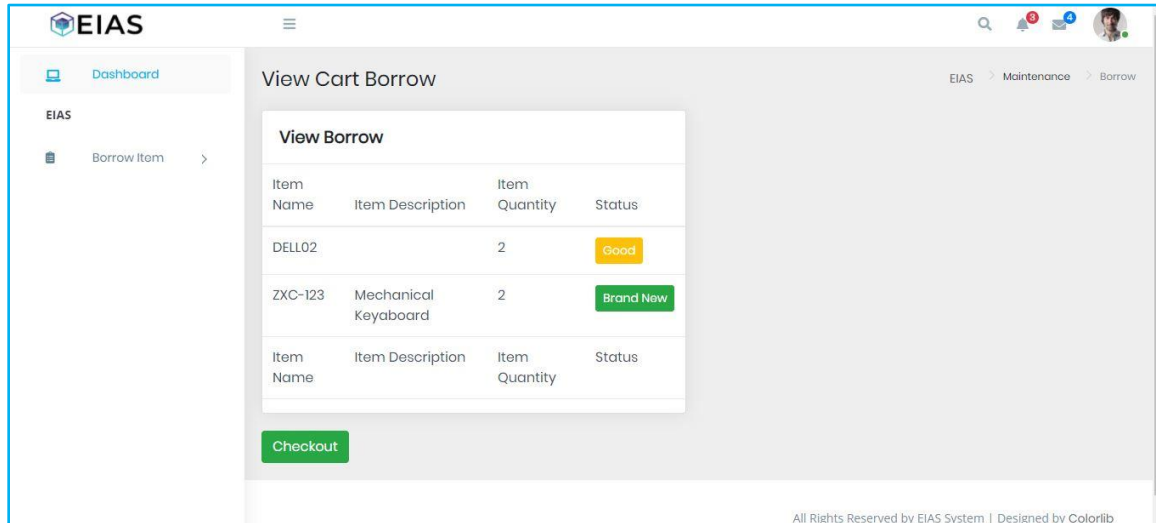 EIAS
3
4
Dashboard
View Cart Borrow
EIAS > Maintenance > Borrow
EIAS
Borrow Item >
View Borrow
Item Name Item Description Item Quantity Status
DELL02 2 Good
ZXC-123 Mechanical Keyaboard 2 Brand New
Item Name Item Description Item Quantity Status
Checkout
All Rights Reserved by EIAS System | Designed by Colorlib